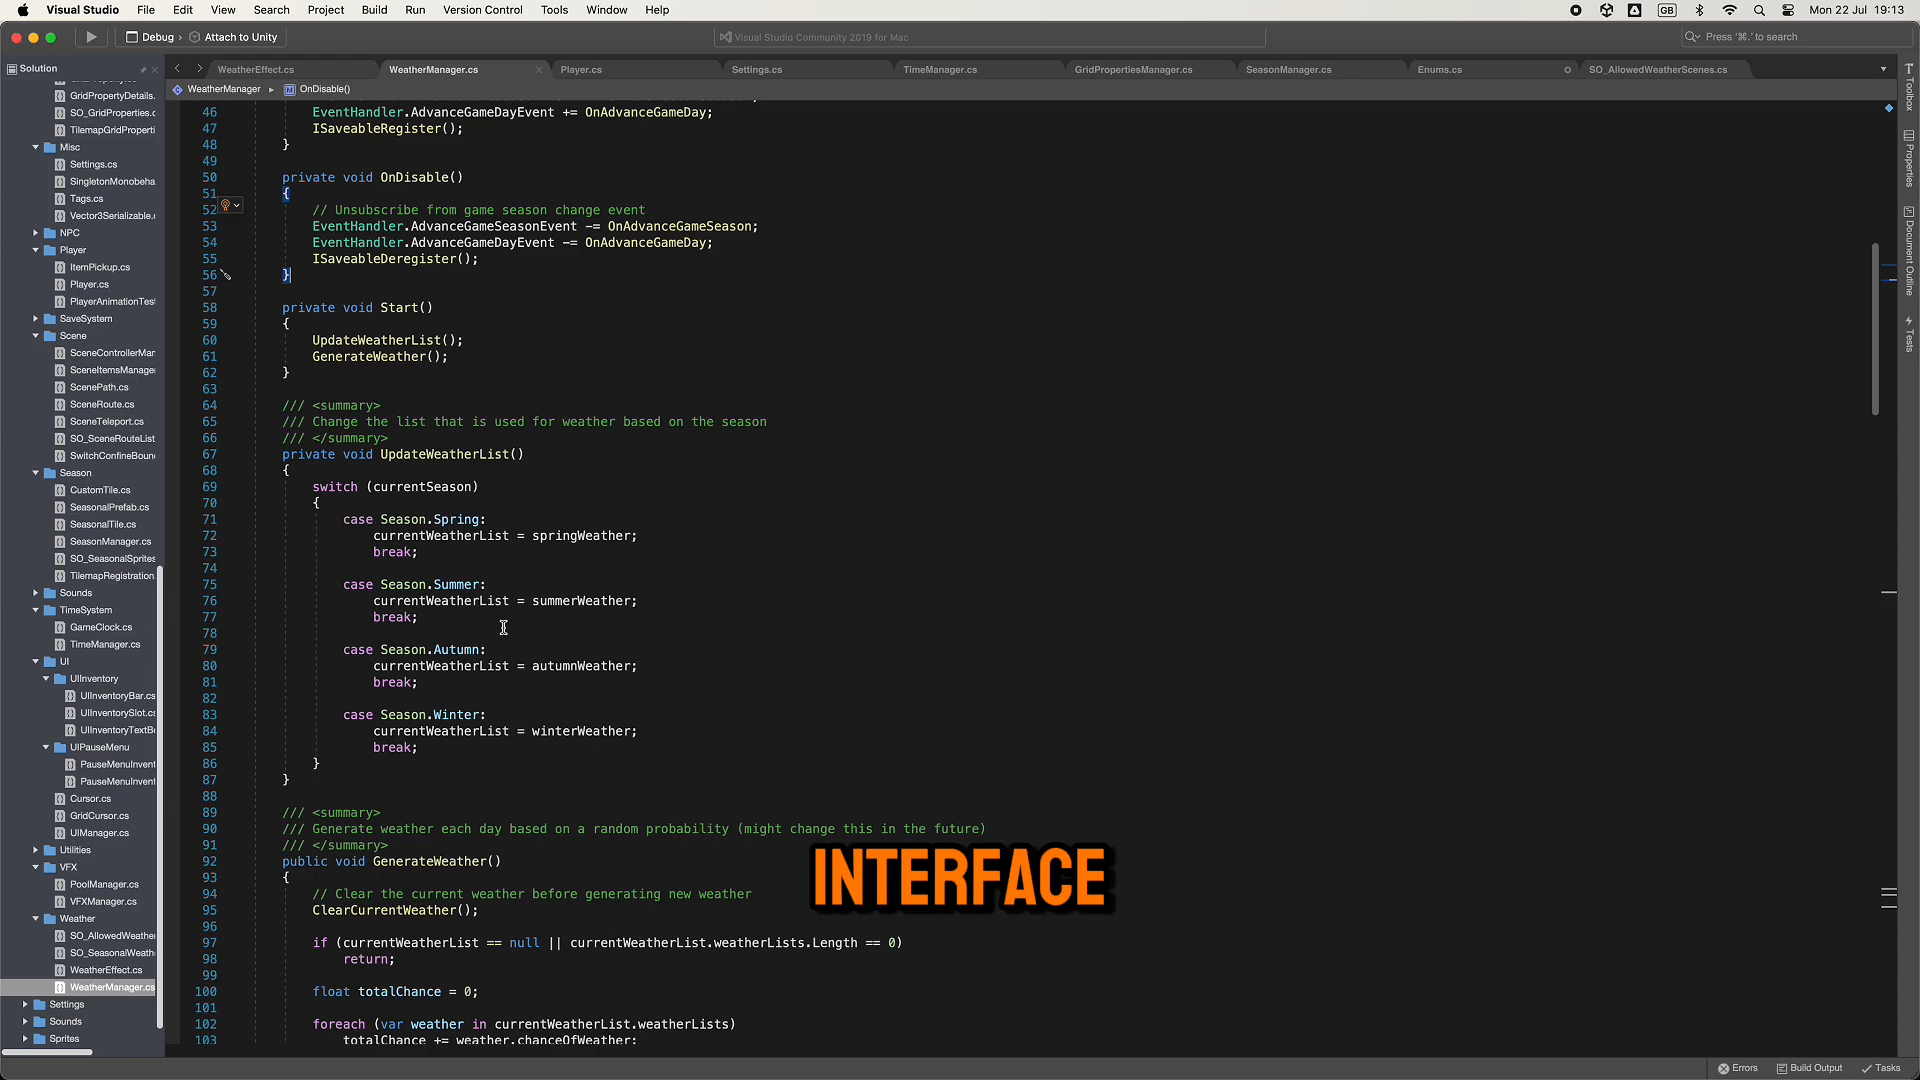 Visual Studio File Edit View Search Project Build Run Version Control Tools Window Help
GB Mon 22 Jul 19:13
Debug Attach to Unity
Visual Studio Community 2019 for Mac
Press '⌘.' to search
Solution
WeatherEffect.cs WeatherManager.cs Player.cs Settings.cs TimeManager.cs GridPropertiesManager.cs SeasonManager.cs Enums.cs SO_AllowedWeatherScenes.cs
WeatherManager OnDisable()
GridPropertyDetails.
SO_GridProperties.c
TilemapGridProperti
Misc
Settings.cs
SingletonMonobeha
Tags.cs
Vector3Serializable.
NPC
Player
ItemPickup.cs
Player.cs
PlayerAnimationTest
SaveSystem
Scene
SceneControllerMar
SceneItemsManage
ScenePath.cs
SceneRoute.cs
SceneTeleport.cs
SO_SceneRouteList
SwitchConfineBoun
Season
CustomTile.cs
SeasonalPrefab.cs
SeasonalTile.cs
SeasonManager.cs
SO_SeasonalSprites
TilemapRegistration.
Sounds
TimeSystem
GameClock.cs
TimeManager.cs
UI
UIInventory
UIInventoryBar.cs
UIInventorySlot.cs
UIInventoryTextB
UIPauseMenu
PauseMenuInvent
PauseMenuInvent
Cursor.cs
GridCursor.cs
UIManager.cs
Utilities
VFX
PoolManager.cs
VFXManager.cs
Weather
SO_AllowedWeathe
SO_SeasonalWeath
WeatherEffect.cs
WeatherManager.cs
Settings
Sounds
Sprites
46 EventHandler.AdvanceGameDayEvent += OnAdvanceGameDay;
47 ISaveableRegister();
48 }
49
50 private void OnDisable()
51 {
52 // Unsubscribe from game season change event
53 EventHandler.AdvanceGameSeasonEvent -= OnAdvanceGameSeason;
54 EventHandler.AdvanceGameDayEvent -= OnAdvanceGameDay;
55 ISaveableDeregister();
56 }
57
58 private void Start()
59 {
60 UpdateWeatherList();
61 GenerateWeather();
62 }
63
64 /// <summary>
65 /// Change the list that is used for weather based on the season
66 /// </summary>
67 private void UpdateWeatherList()
68 {
69 switch (currentSeason)
70 {
71 case Season.Spring:
72 currentWeatherList = springWeather;
73 break;
74
75 case Season.Summer:
76 currentWeatherList = summerWeather;
77 break;
78
79 case Season.Autumn:
80 currentWeatherList = autumnWeather;
81 break;
82
83 case Season.Winter:
84 currentWeatherList = winterWeather;
85 break;
86 }
87 }
88
89 /// <summary>
90 /// Generate weather each day based on a random probability (might change this in the future)
91 /// </summary>
92 public void GenerateWeather()
93 {
94 // Clear the current weather before generating new weather
95 ClearCurrentWeather();
96
97 if (currentWeatherList == null || currentWeatherList.weatherLists.Length == 0)
98 return;
99
100 float totalChance = 0;
101
102 foreach (var weather in currentWeatherList.weatherLists)
103 totalChance += weather.chanceOfWeather;
INTERFACE
Toolbox
Properties
Document Outline
Tests
Errors Build Output Tasks